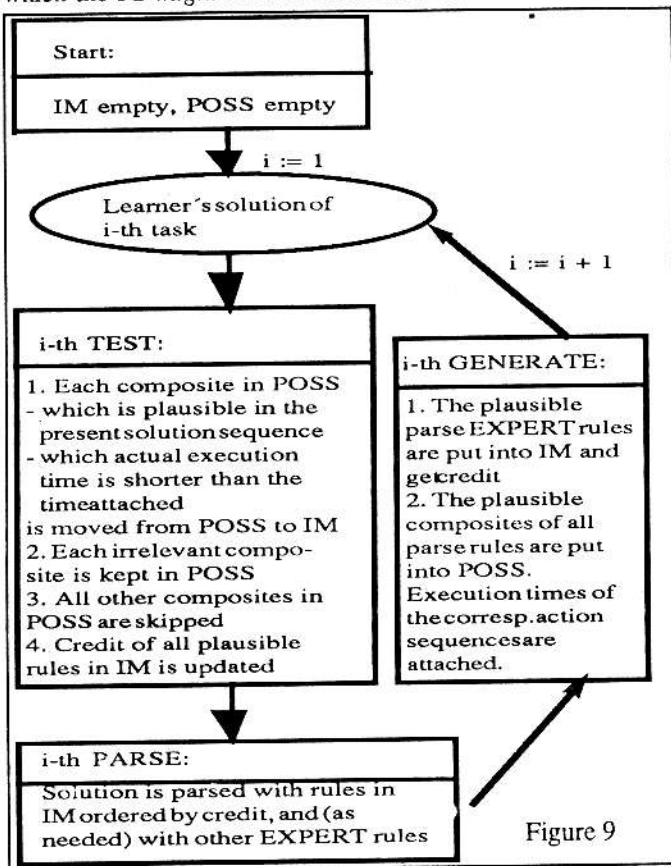 Start:
IM empty, POSS empty
i := 1
Learner´s solution of
i-th task
i := i + 1
i-th TEST:
1. Each composite in POSS
- which is plausible in the
present solution sequence
- which actual execution
time is shorter than the
time attached
is moved from POSS to IM
2. Each irrelevant compo-
site is kept in POSS
3. All other composites in
POSS are skipped
4. Credit of all plausible
rules in IM is updated
i-th GENERATE:
1. The plausible
parse EXPERT rules
are put into IM and
get credit
2. The plausible
composites of all
parse rules are put
into POSS.
Execution times of
the corresp. action
sequences are
attached.
i-th PARSE:
Solution is parsed with rules in
IM ordered by credit, and (as
needed) with other EXPERT rules
Figure 9